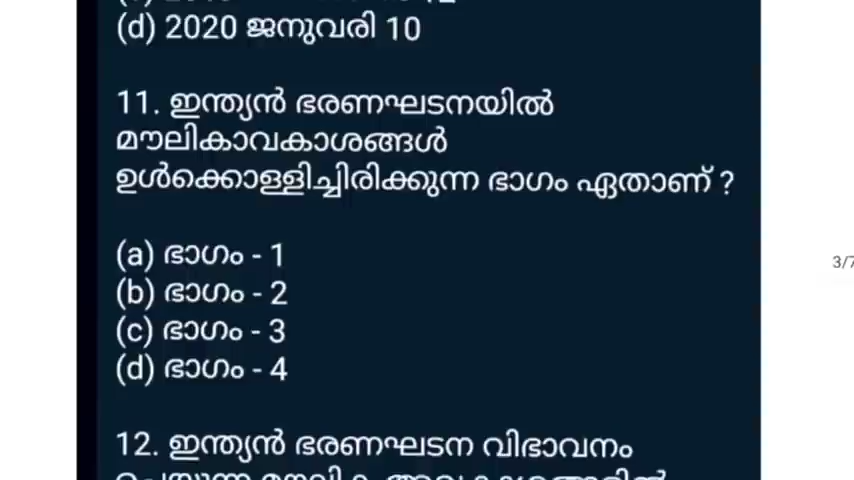 (d) 2020 ജനുവരി 10
11. ഇന്ത്യൻ ഭരണഘടനയിൽ
മൗലികാവകാശങ്ങൾ
ഉൾക്കൊള്ളിച്ചിരിക്കുന്ന ഭാഗം ഏതാണ് ?
(a) ഭാഗം - 1
(b) ഭാഗം - 2
(c) ഭാഗം - 3
(d) ഭാഗം - 4
3/7
12. ഇന്ത്യൻ ഭരണഘടന വിഭാവനം